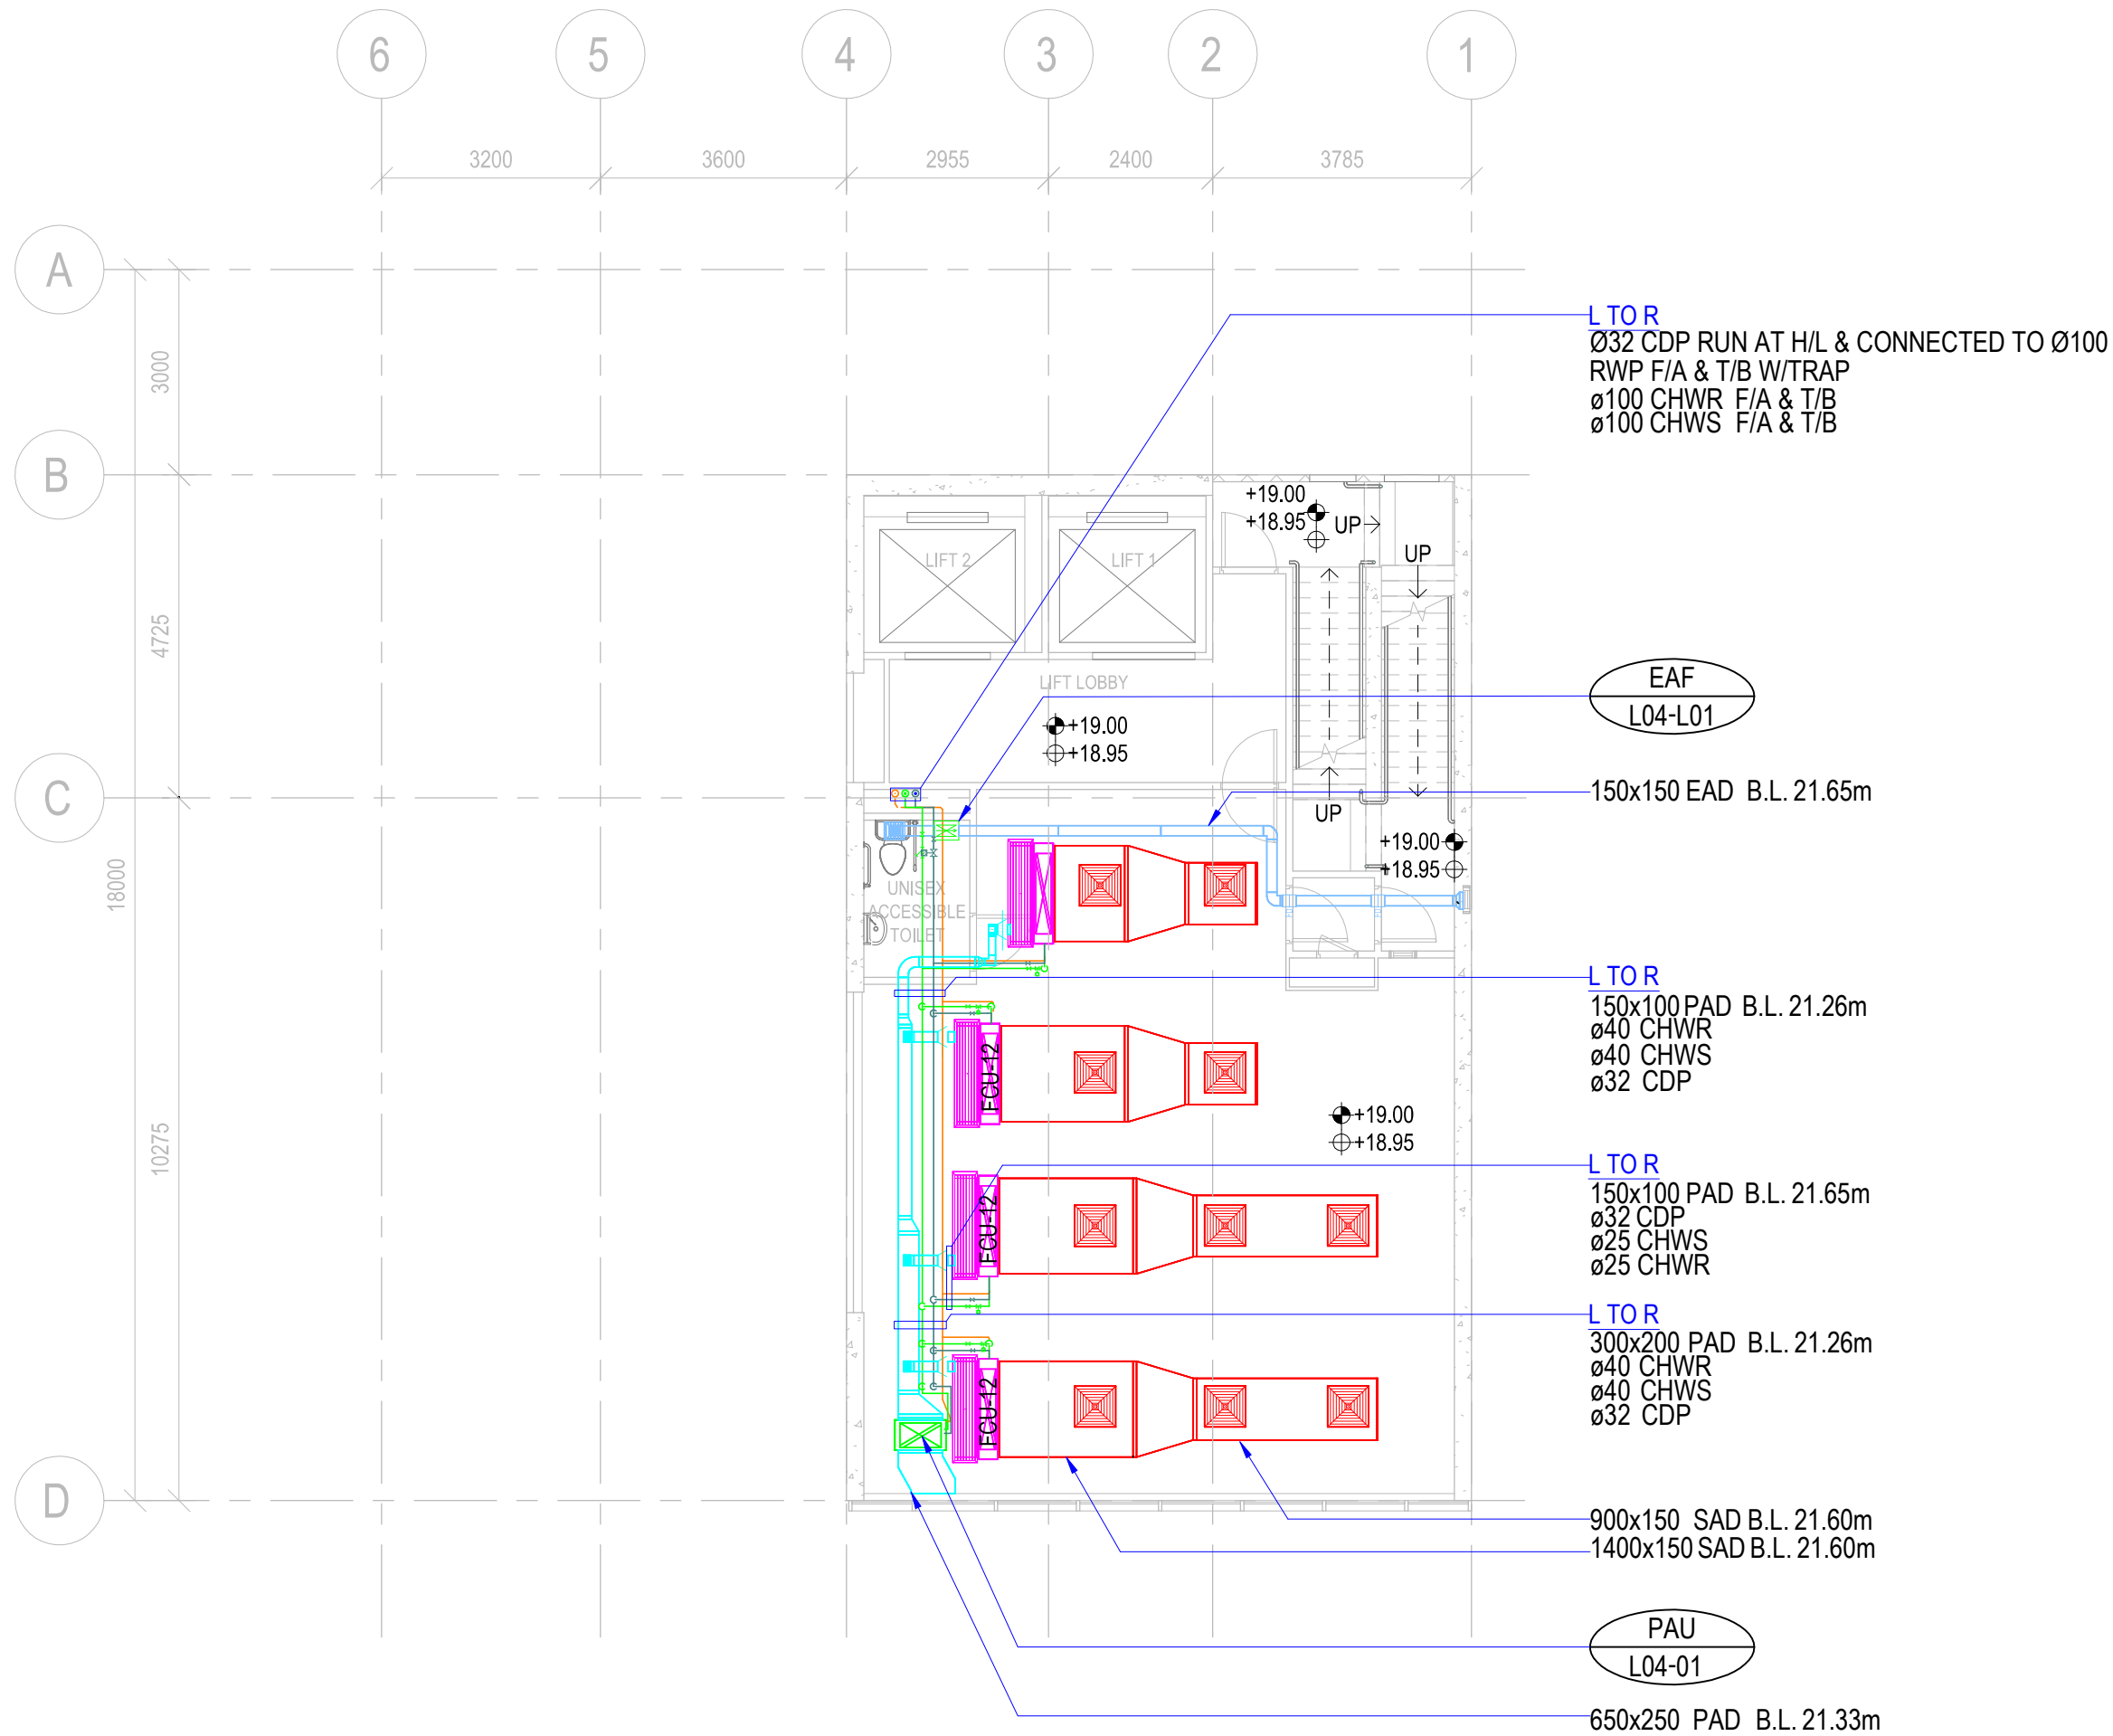 6 5 4 3 2 1
3200 3600 2955 2400 3785
A
B
C
D
3000
4725
18000
10275
L TO R
Ø32 CDP RUN AT H/L & CONNECTED TO Ø100
RWP F/A & T/B W/TRAP
ø100 CHWR F/A & T/B
ø100 CHWS F/A & T/B
+19.00
+18.95
UP
UP
LIFT 2
LIFT 1
LIFT LOBBY
+19.00
+18.95
EAF
L04-L01
150x150 EAD B.L. 21.65m
UP
+19.00
+18.95
UNISEX
ACCESSIBLE
TOILET
L TO R
150x100 PAD B.L. 21.26m
ø40 CHWR
ø40 CHWS
ø32 CDP
FCU-12
+19.00
+18.95
L TO R
150x100 PAD B.L. 21.65m
ø32 CDP
ø25 CHWS
ø25 CHWR
FCU-12
L TO R
300x200 PAD B.L. 21.26m
ø40 CHWR
ø40 CHWS
ø32 CDP
FCU-12
900x150 SAD B.L. 21.60m
1400x150 SAD B.L. 21.60m
PAU
L04-01
650x250 PAD B.L. 21.33m